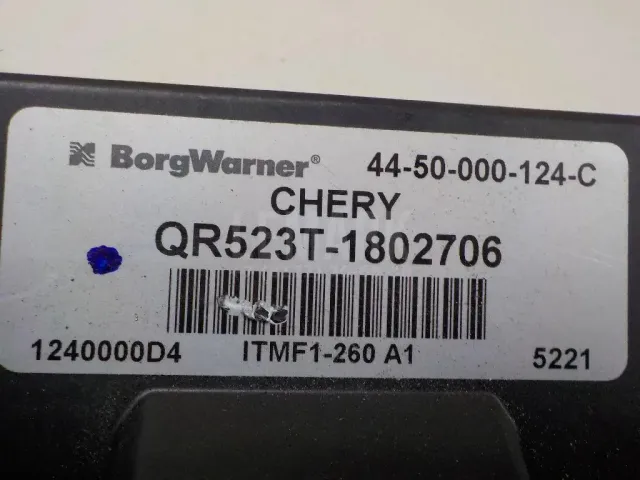 BorgWarner® 44-50-000-124-C
CHERY
QR523T-1802706
1240000D4 ITMF1-260 A1 5221